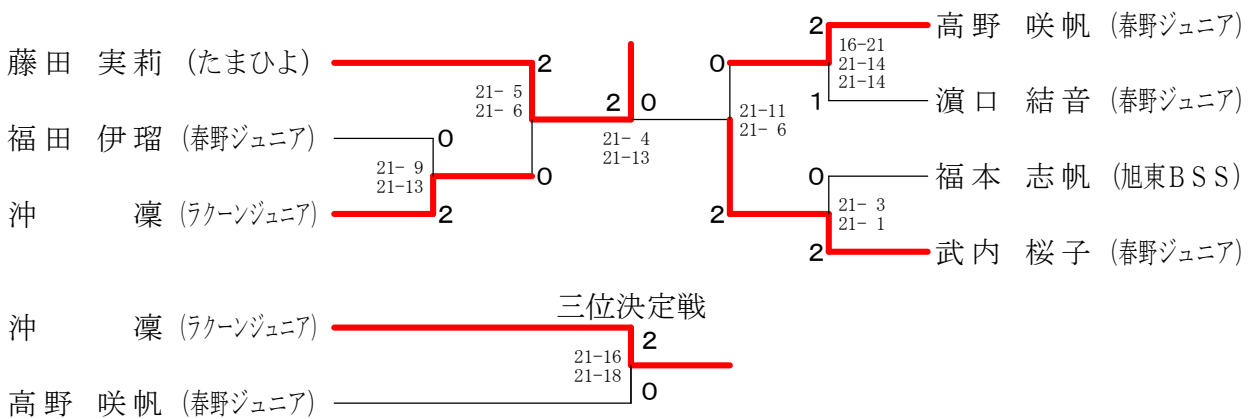 藤田 実莉 (たまひよ)
2
21- 5
21- 6
福田 伊瑠 (春野ジュニア)
0
21- 9
21-13
0
沖 凜 (ラクーンジュニア)
2
2 0
21- 4
21-13
2
高野 咲帆 (春野ジュニア)
16-21
21-14
21-14
0
1
濵口 結音 (春野ジュニア)
21-11
21- 6
0
福本 志帆 (旭東BSS)
21- 3
21- 1
2
2
武内 桜子 (春野ジュニア)
三位決定戦
沖 凜 (ラクーンジュニア)
2
21-16
21-18
0
高野 咲帆 (春野ジュニア)